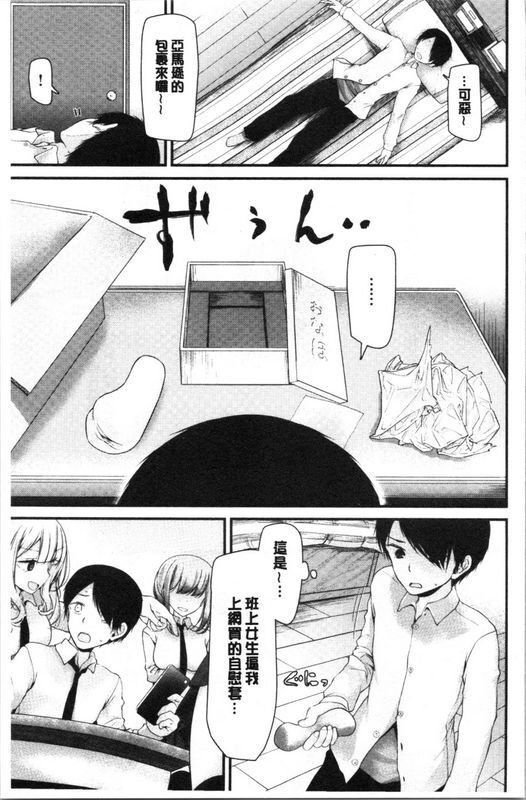 …可惡~
亞馬遜的
包裹來囉~~
！
ずぅん‥
………
おなほ
這是~…
班上女生逼我
上網買的自慰套…
ぐにっ